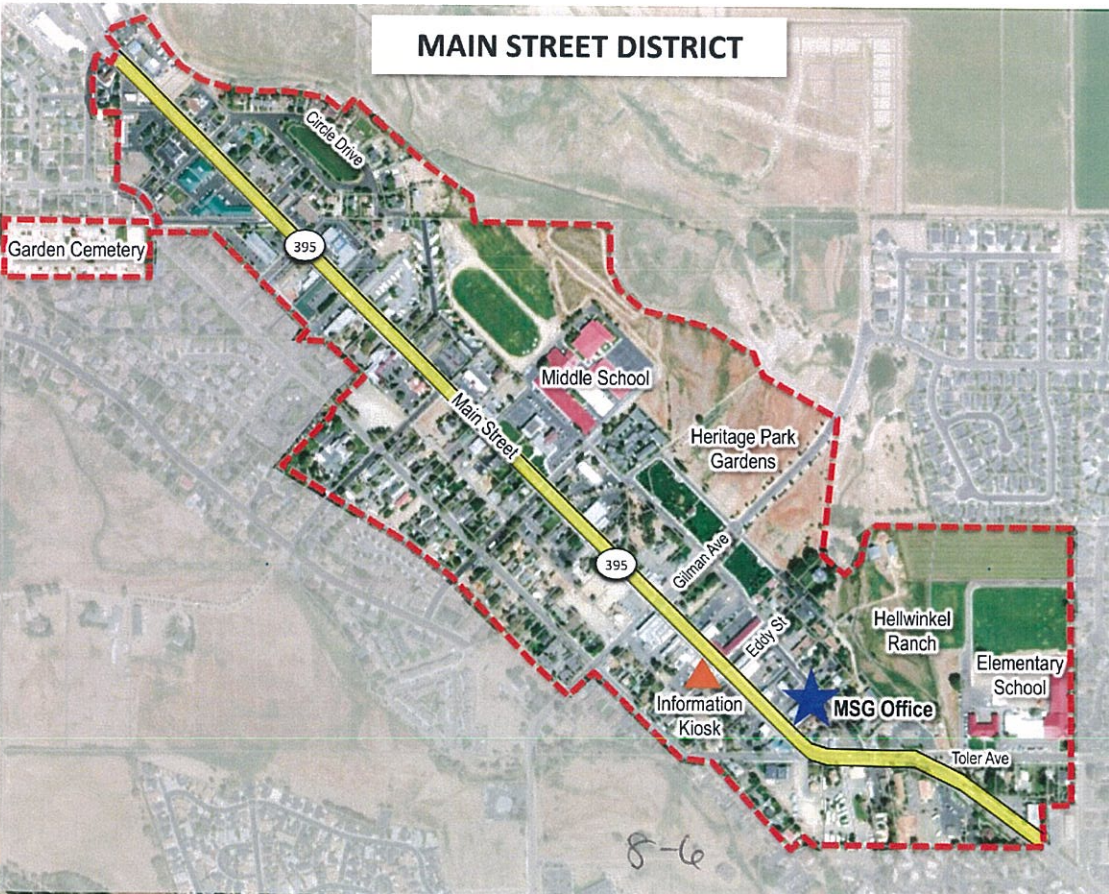 MAIN STREET DISTRICT
Circle Drive
Garden Cemetery
395
Middle School
Main Street
Heritage Park
Gardens
395
Gilman Ave
Eddy St
Hellwinkel
Ranch
Elementary
School
Information
Kiosk
MSG Office
Toler Ave
8-6